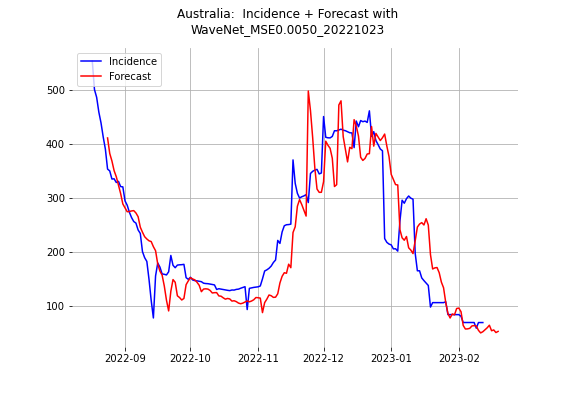 Australia:  Incidence + Forecast with
WaveNet_MSE0.0050_20221023
Incidence
Forecast
500
400
300
200
100
2022-09
2022-10
2022-11
2022-12
2023-01
2023-02